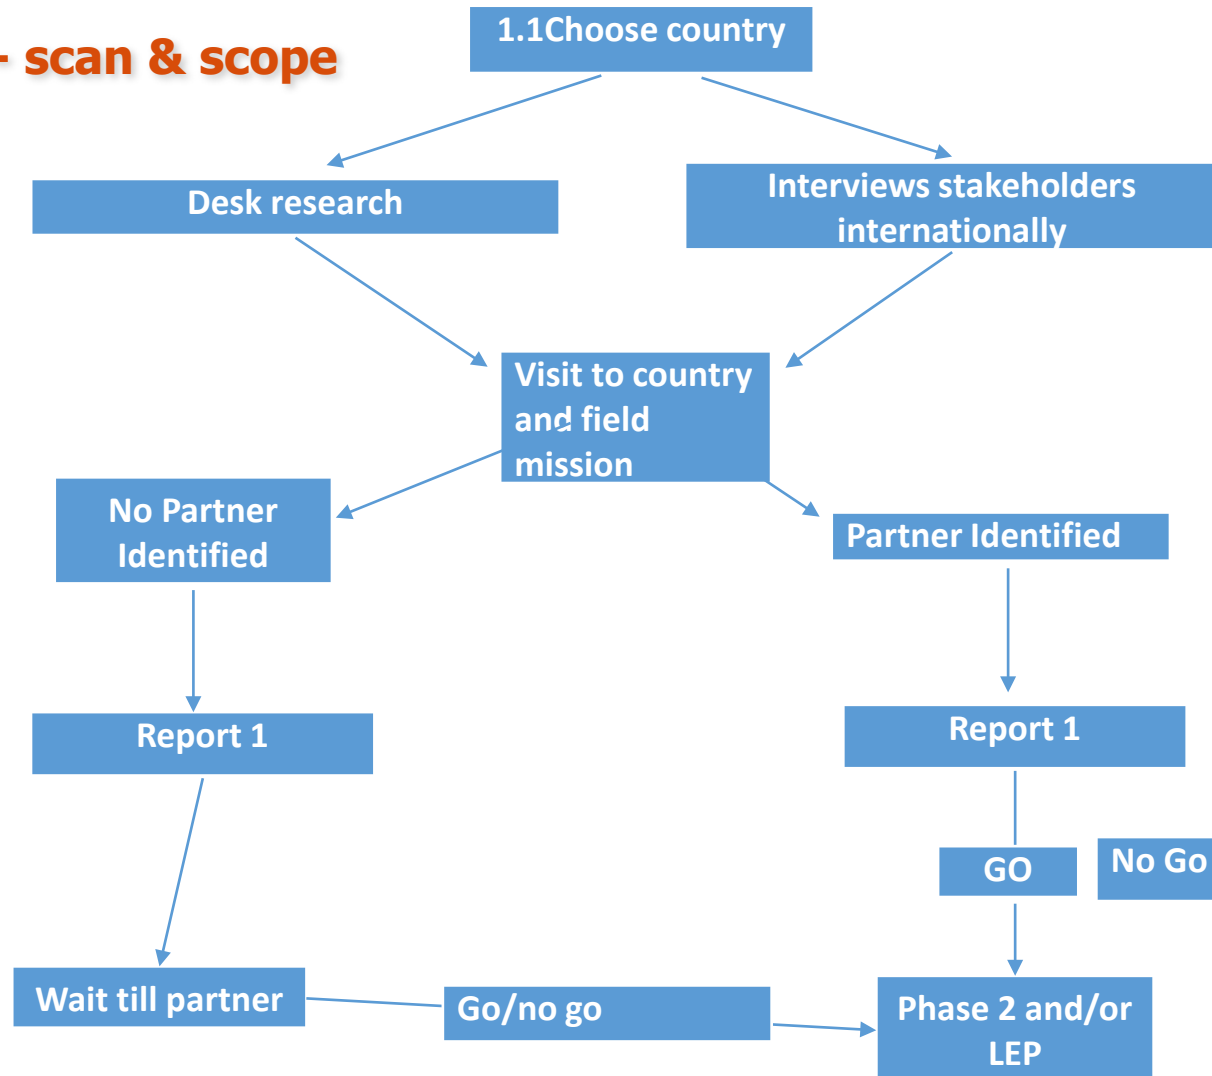 - scan & scope
1.1Choose country
Desk research
Interviews stakeholders
internationally
Visit to country
and field
mission
No Partner
Identified
Partner Identified
Report 1
Report 1
GO
No Go
Wait till partner
Go/no go
Phase 2 and/or
LEP